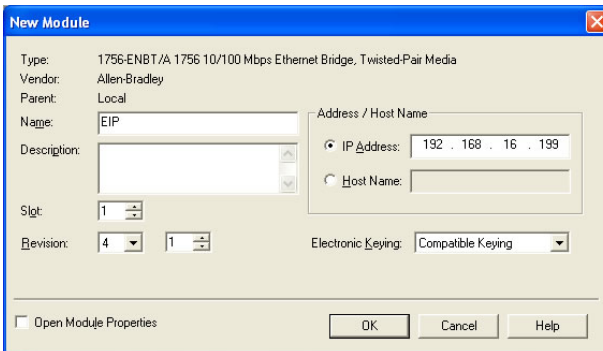 New Module
Type: 1756-ENBT/A 1756 10/100 Mbps Ethernet Bridge, Twisted-Pair Media
Vendor: Allen-Bradley
Parent: Local
Name: EIP
Address / Host Name
IP Address: 192 . 168 . 16 . 199
Description:
Host Name:
Slot: 1
Revision: 4 1
Electronic Keying: Compatible Keying
Open Module Properties
OK Cancel Help